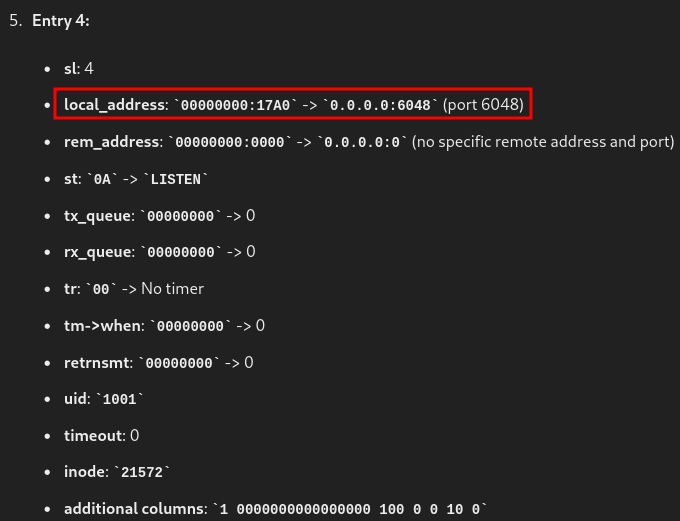 5. Entry 4:
• sl: 4
• local_address: `00000000:17A0` -> `0.0.0.0:6048` (port 6048)
• rem_address: `00000000:0000` -> `0.0.0.0:0` (no specific remote address and port)
• st: `0A` -> `LISTEN`
• tx_queue: `00000000` -> 0
• rx_queue: `00000000` -> 0
• tr: `00` -> No timer
• tm->when: `00000000` -> 0
• retrnsmt: `00000000` -> 0
• uid: `1001`
• timeout: 0
• inode: `21572`
• additional columns: `1 0000000000000000 100 0 0 10 0`